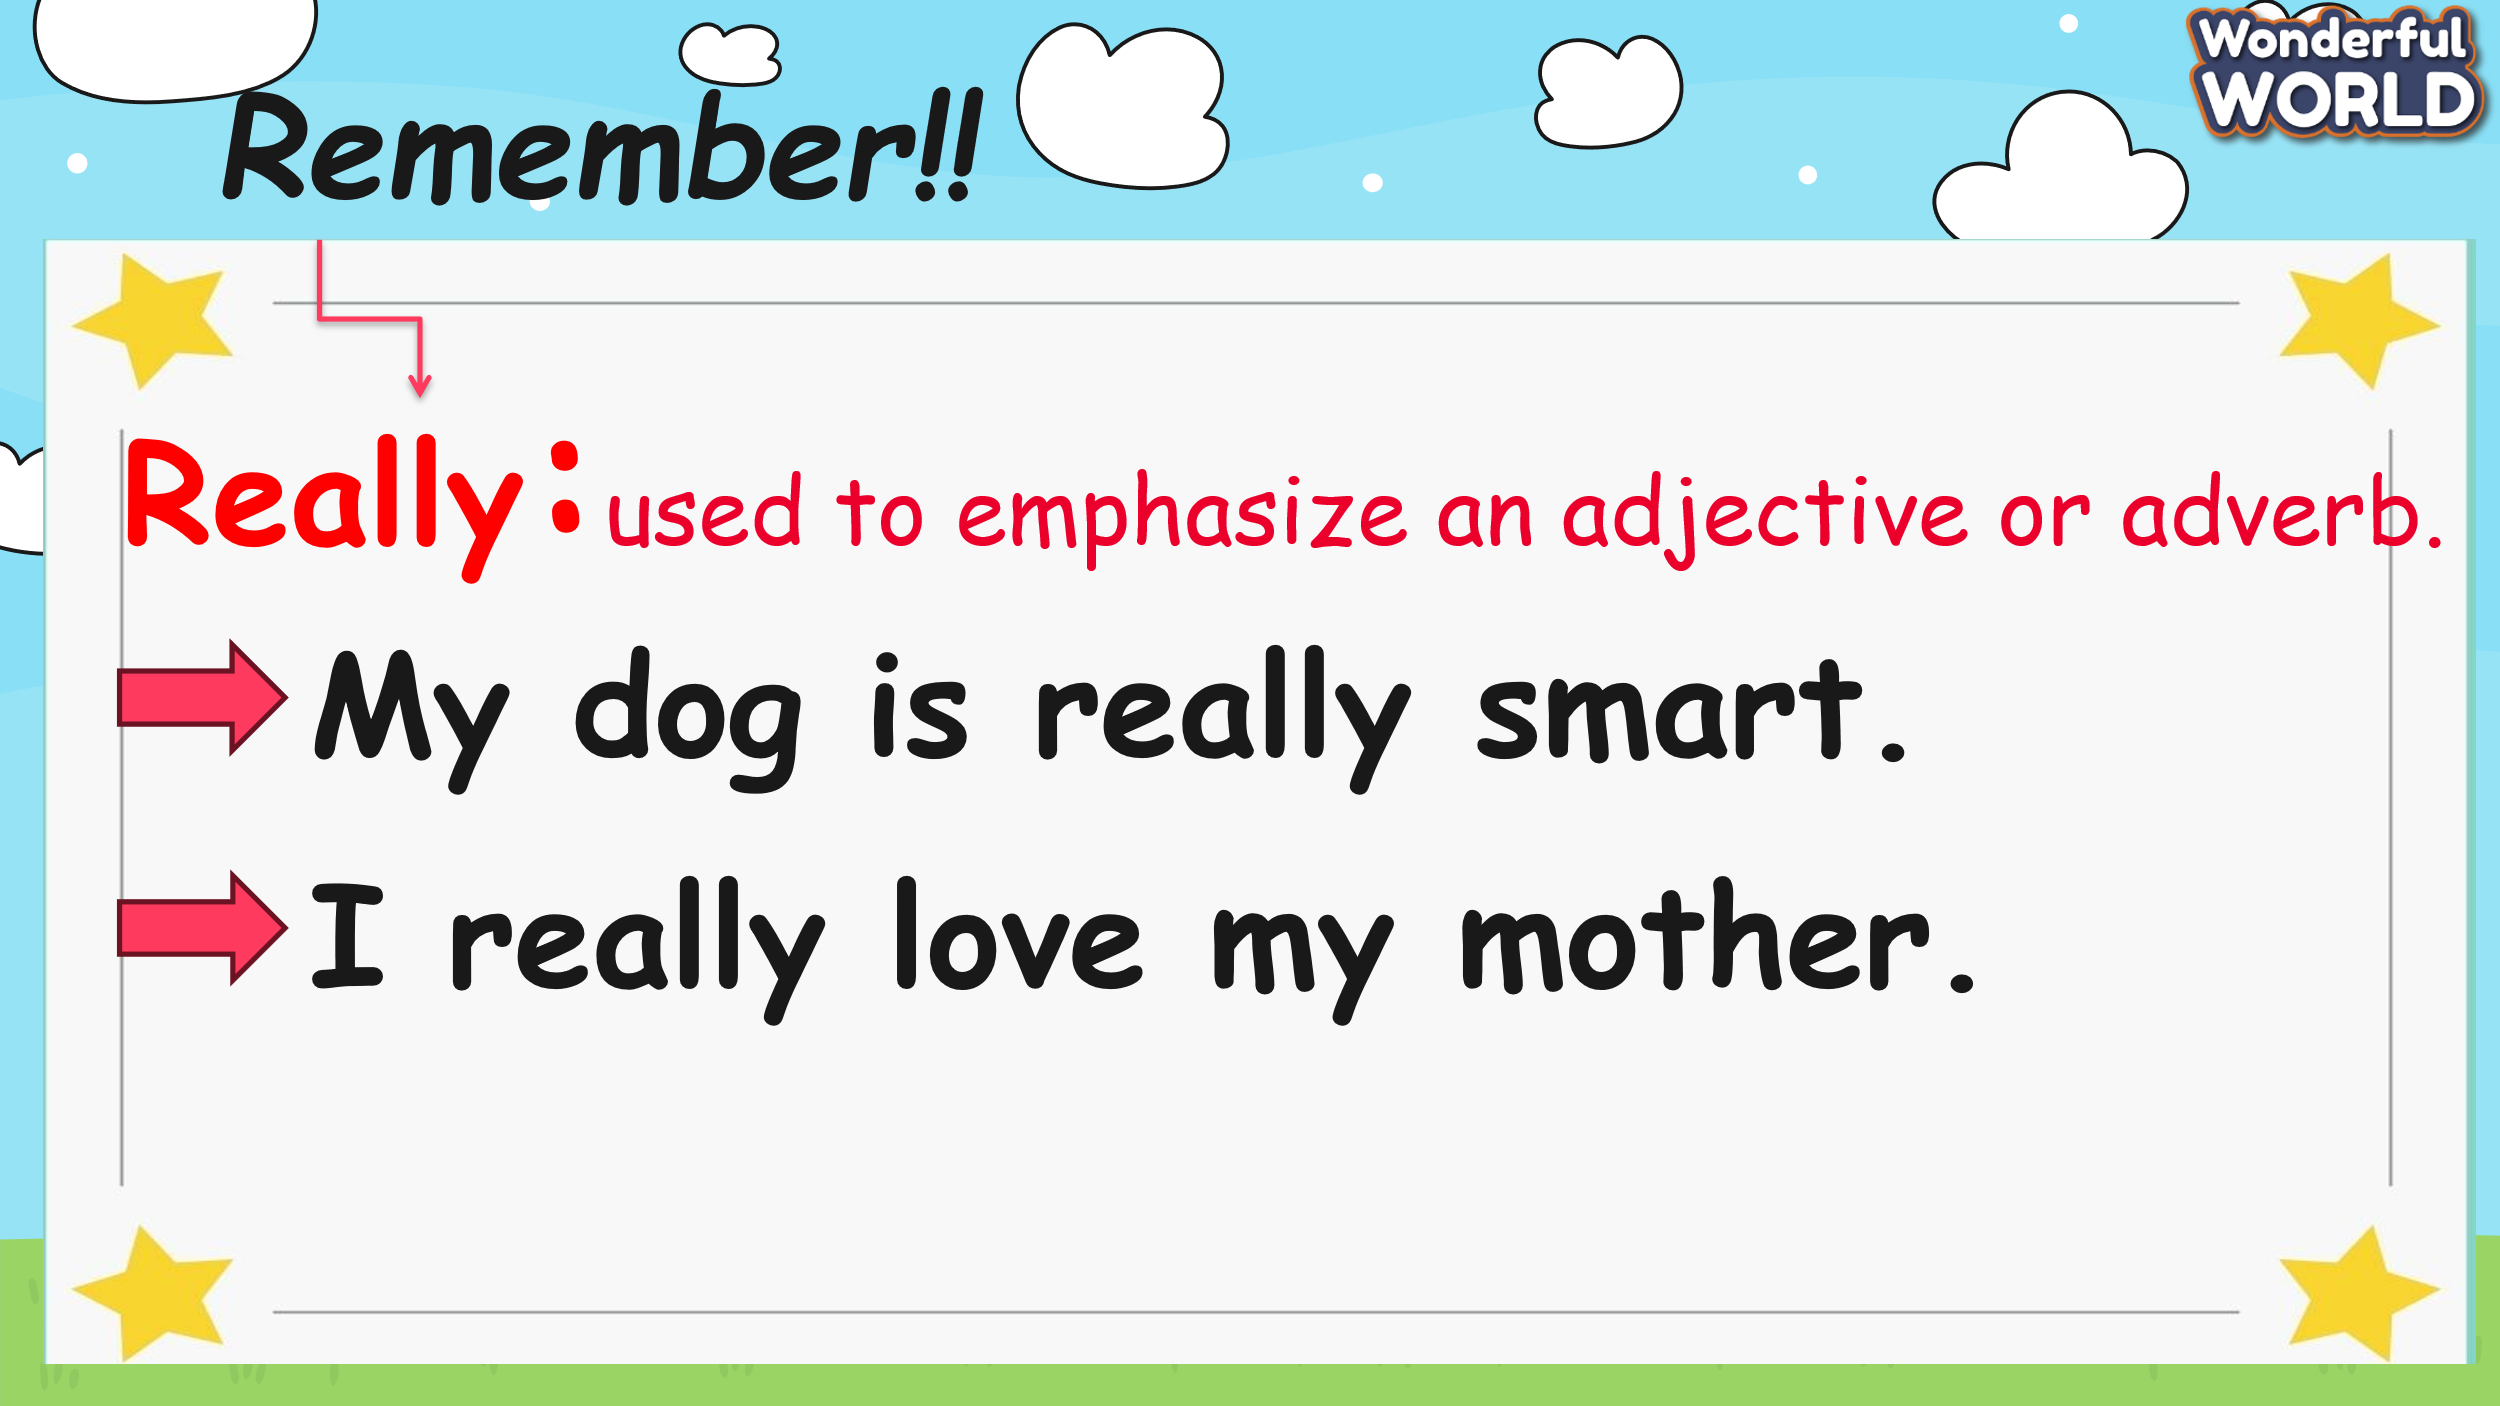 Wonderful
WORLD
Remember!!
Really: used to emphasize an adjective or adverb.
My dog is really smart.
I really love my mother.